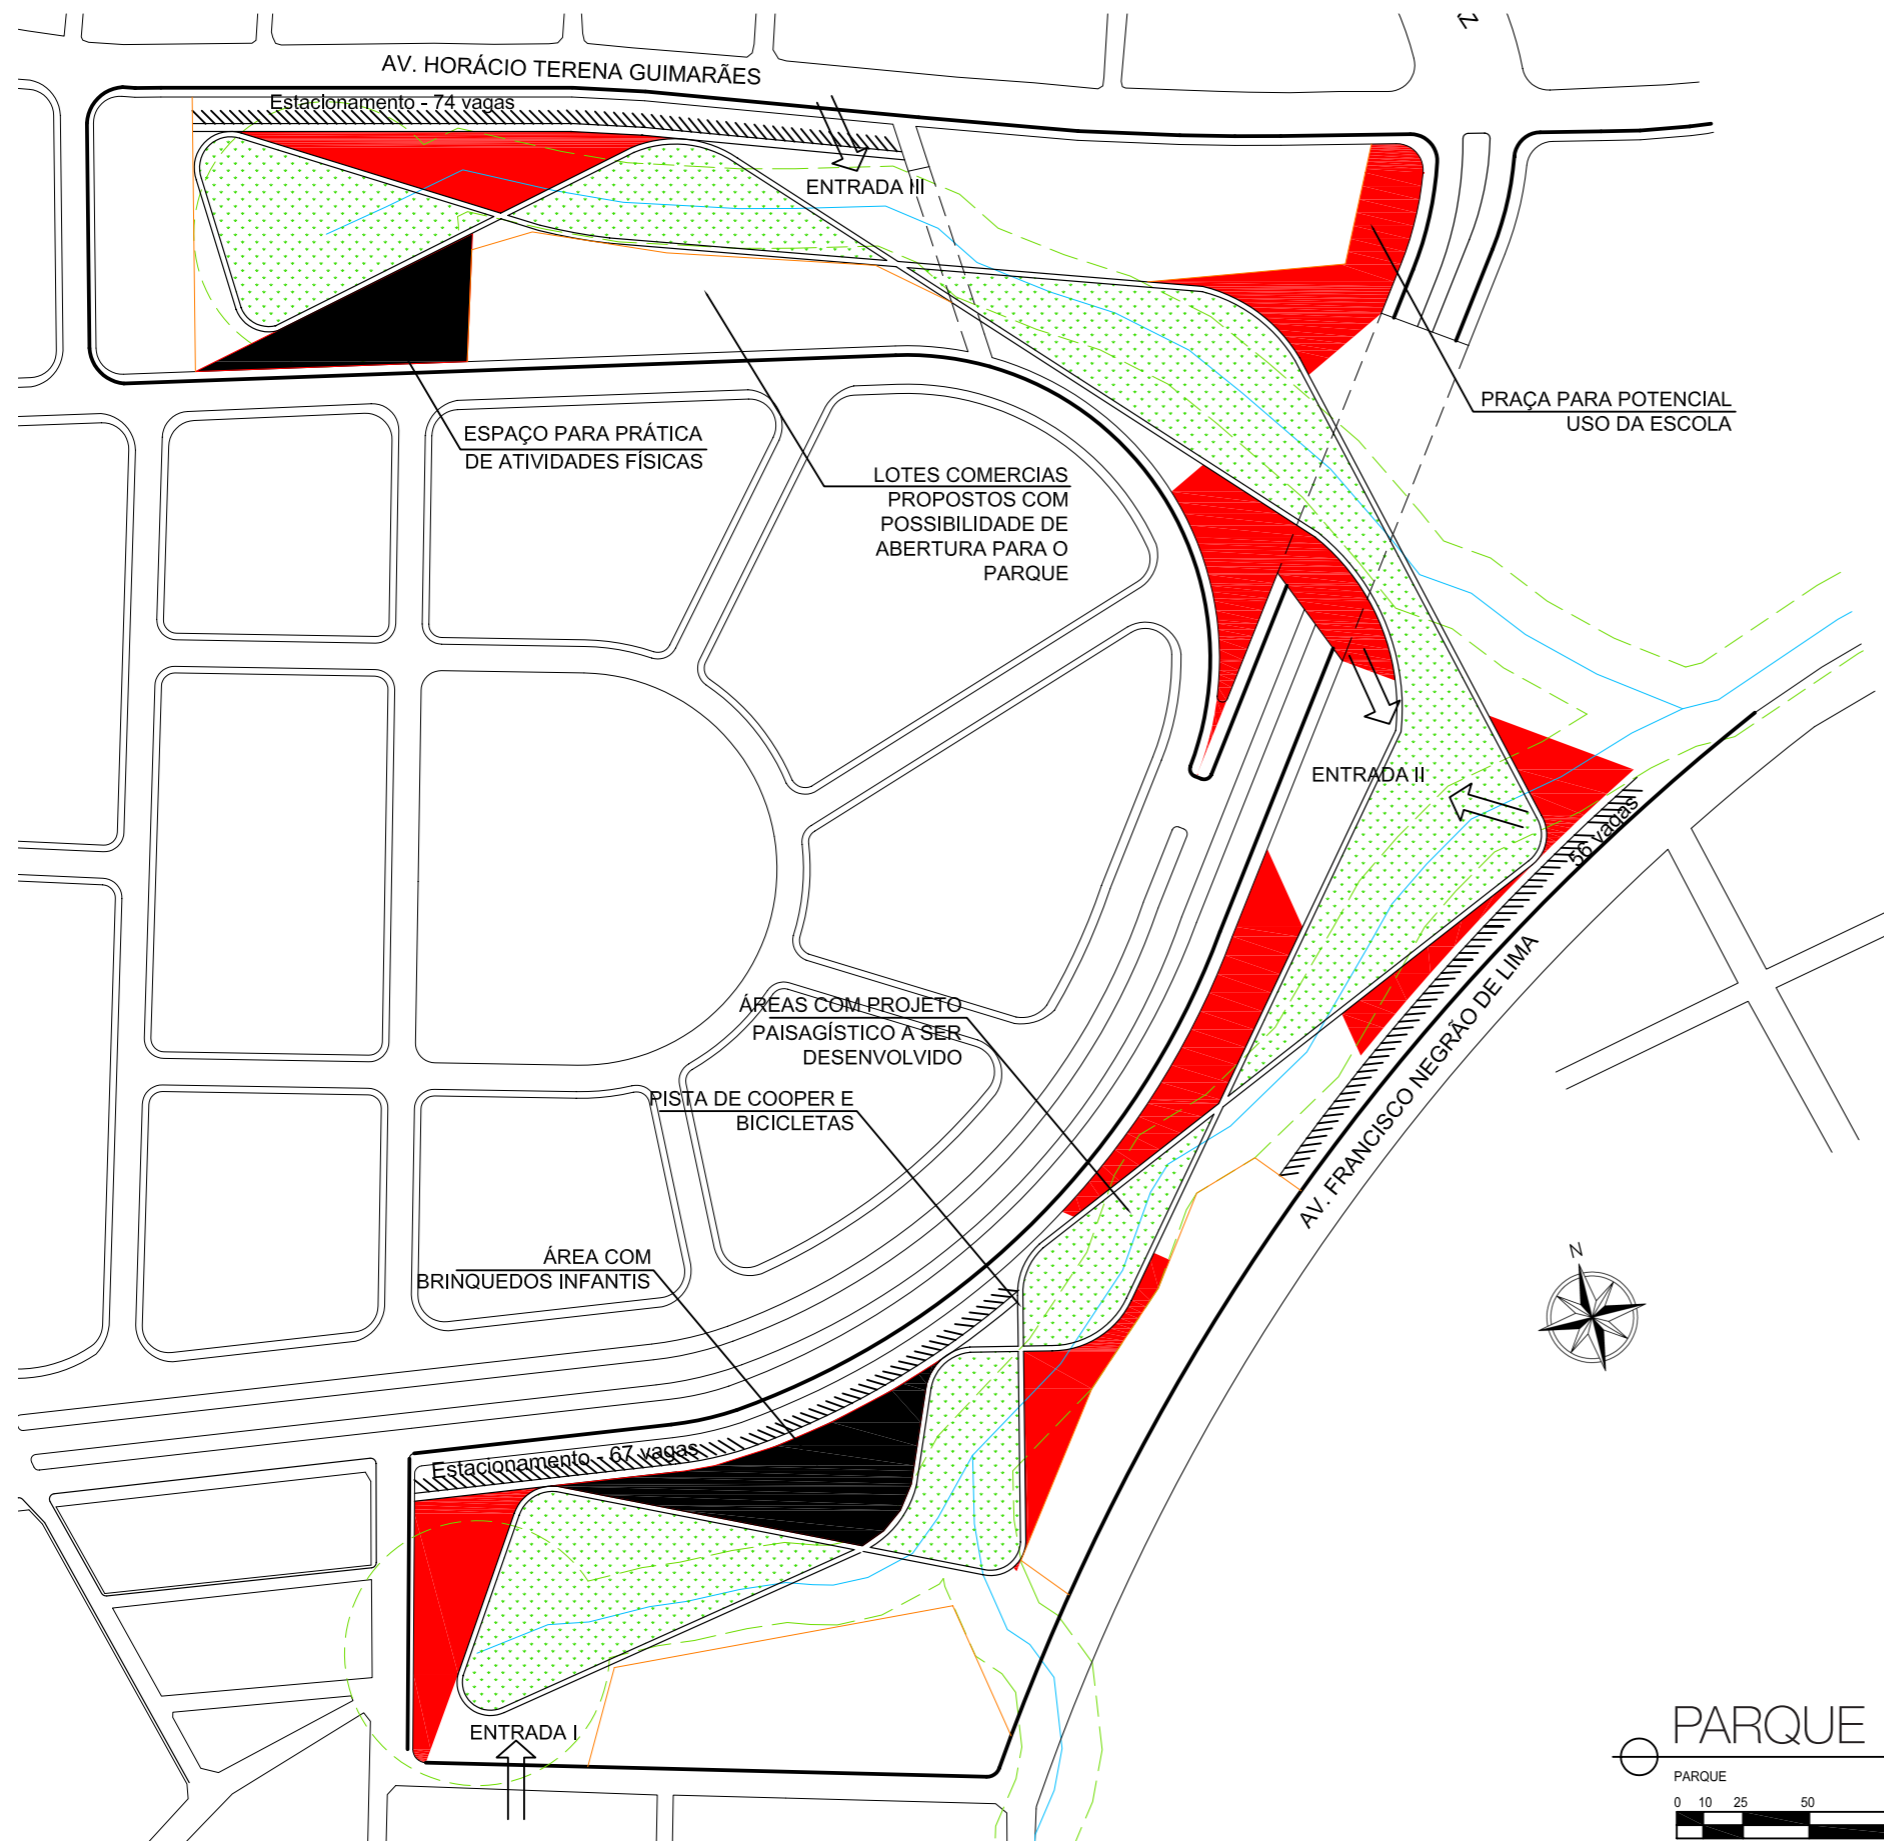 AV. HORÁCIO TERENA GUIMARÃES
Estacionamento - 74 vagas
ENTRADA III
PRAÇA PARA POTENCIAL
USO DA ESCOLA
ESPAÇO PARA PRÁTICA
DE ATIVIDADES FÍSICAS
LOTES COMERCIAS
PROPOSTOS COM
POSSIBILIDADE DE
ABERTURA PARA O
PARQUE
ENTRADA II
56 vagas
AV. FRANCISCO NEGRÃO DE LIMA
ÁREAS COM PROJETO
PAISAGÍSTICO A SER
DESENVOLVIDO
PISTA DE COOPER E
BICICLETAS
ÁREA COM
BRINQUEDOS INFANTIS
N
Estacionamento - 67 vagas
ENTRADA I
PARQUE
PARQUE
0 10 25 50